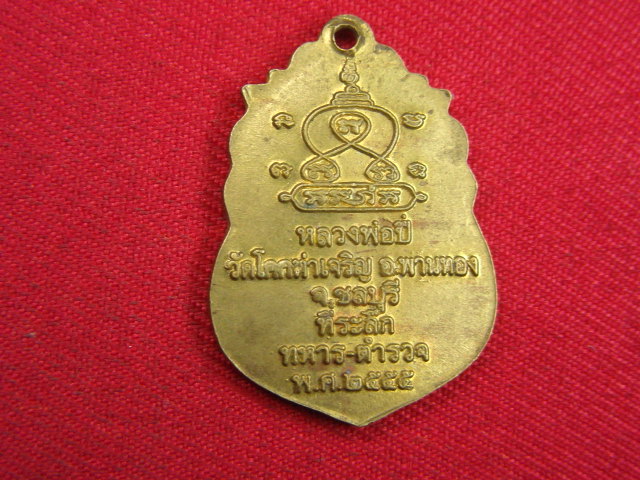 หลวงพ่อปี่
วัดโคกท่าเจริญ อ.พานทอง
จ.ชลบุรี
ที่ระลึก
ทหาร-ตำรวจ
พ.ศ.๒๕๕๕